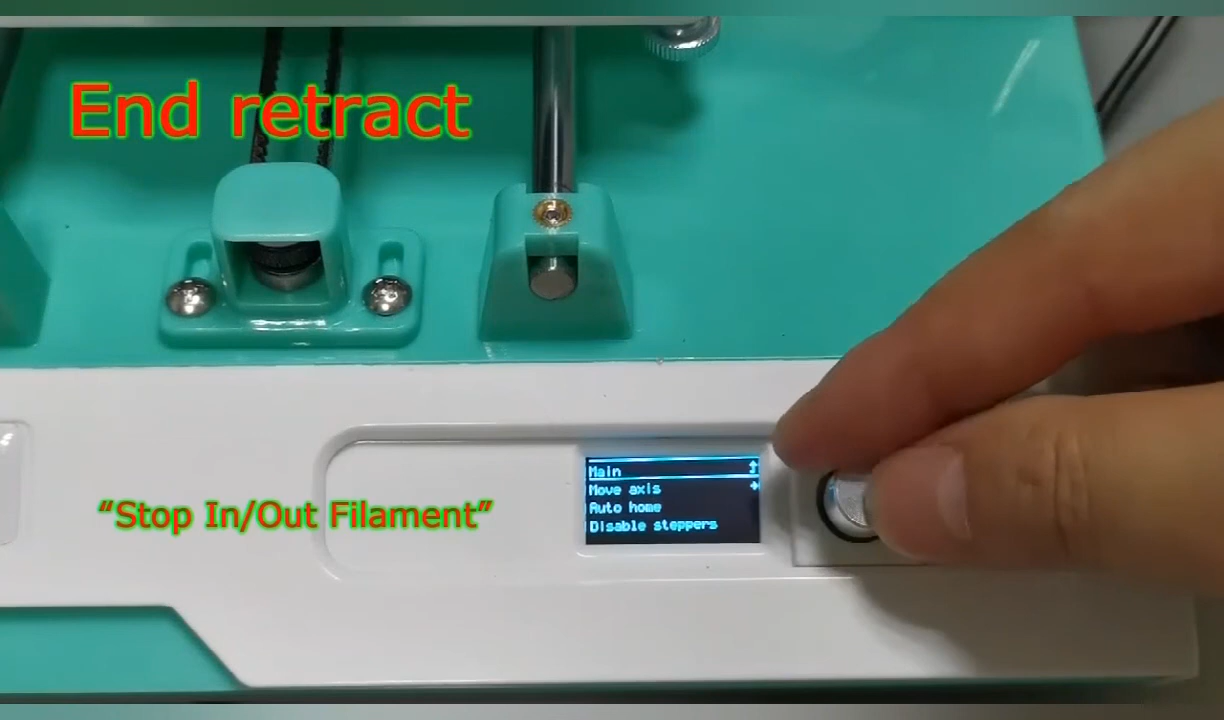 End retract
“Stop In/Out Filament”
Main
Move axis
Auto home
Disable steppers